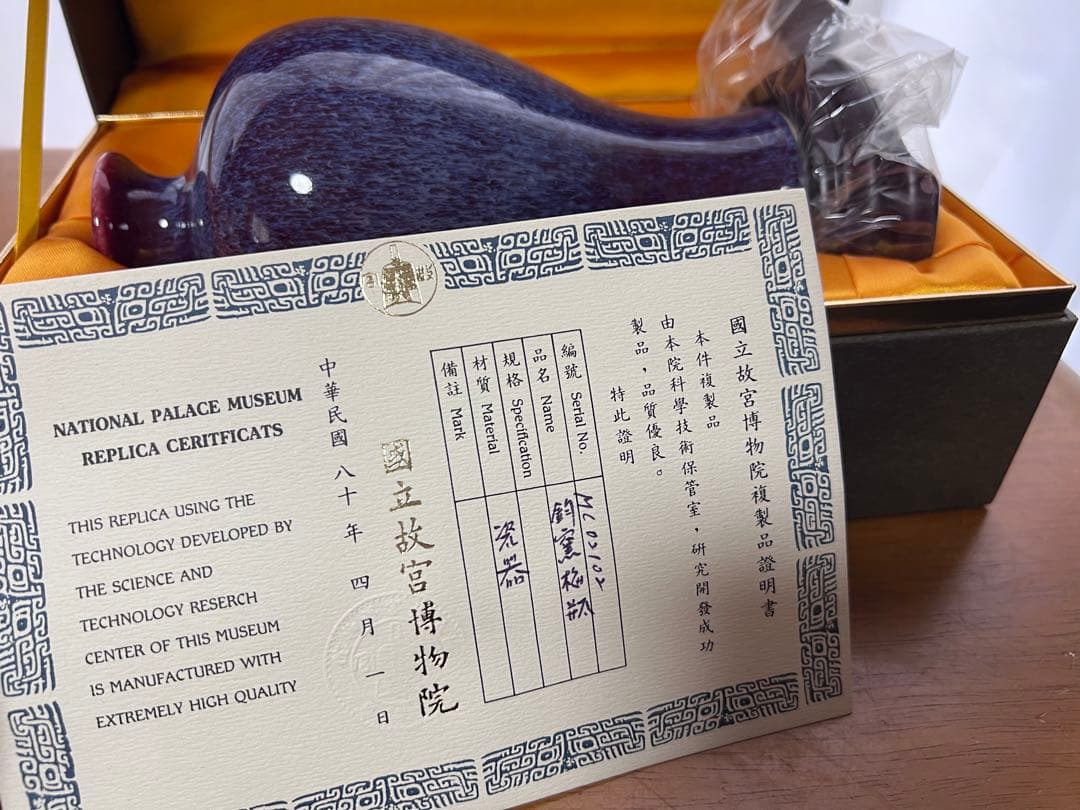 國立故宮博物院複製品證明書
本件複製品
由本院科學技術保管室，研究開發成功
製品，品質優良。
特此證明
編號 Serial No.
品名 Name 鈞窯梅瓶
規格 Specification
材質 Material 瓷器
備註 Mark
國立故宮博物院
中華民國 八十年 四月 一日
NATIONAL PALACE MUSEUM
REPLICA CERITFICATS
THIS REPLICA USING THE
TECHNOLOGY DEVELOPED BY
THE SCIENCE AND
TECHNOLOGY RESERCH
CENTER OF THIS MUSEUM
IS MANUFACTURED WITH
EXTREMELY HIGH QUALITY